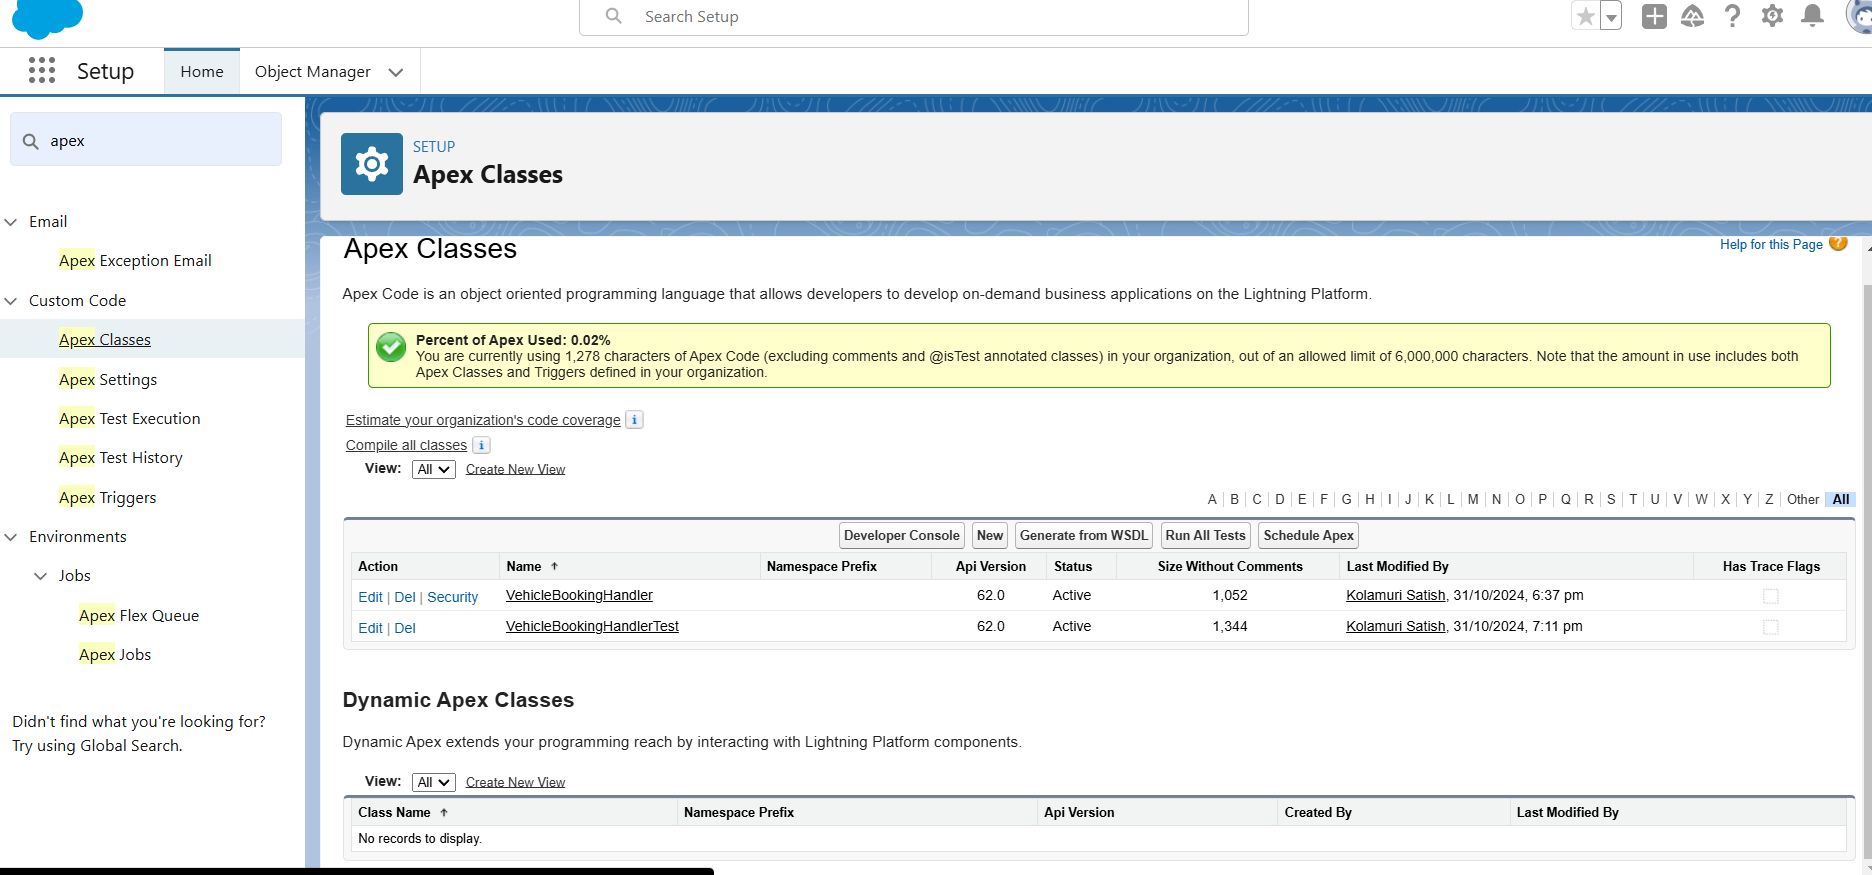 Search Setup
Setup
Home
Object Manager
apex
Email
Apex Exception Email
Custom Code
Apex Classes
Apex Settings
Apex Test Execution
Apex Test History
Apex Triggers
Environments
Jobs
Apex Flex Queue
Apex Jobs
Didn't find what you're looking for?
Try using Global Search.
SETUP
Apex Classes
Apex Classes
Help for this Page ?
Apex Code is an object oriented programming language that allows developers to develop on-demand business applications on the Lightning Platform.
Percent of Apex Used: 0.02%
You are currently using 1,278 characters of Apex Code (excluding comments and @isTest annotated classes) in your organization, out of an allowed limit of 6,000,000 characters. Note that the amount in use includes both
Apex Classes and Triggers defined in your organization.
Estimate your organization's code coverage i
Compile all classes i
View: All Create New View
A | B | C | D | E | F | G | H | I | J | K | L | M | N | O | P | Q | R | S | T | U | V | W | X | Y | Z | Other All
Developer Console New Generate from WSDL Run All Tests Schedule Apex
Action Name ↑ Namespace Prefix Api Version Status Size Without Comments Last Modified By Has Trace Flags
Edit | Del | Security VehicleBookingHandler 62.0 Active 1,052 Kolamuri Satish, 31/10/2024, 6:37 pm
Edit | Del VehicleBookingHandlerTest 62.0 Active 1,344 Kolamuri Satish, 31/10/2024, 7:11 pm
Dynamic Apex Classes
Dynamic Apex extends your programming reach by interacting with Lightning Platform components.
View: All Create New View
Class Name ↑ Namespace Prefix Api Version Created By Last Modified By
No records to display.